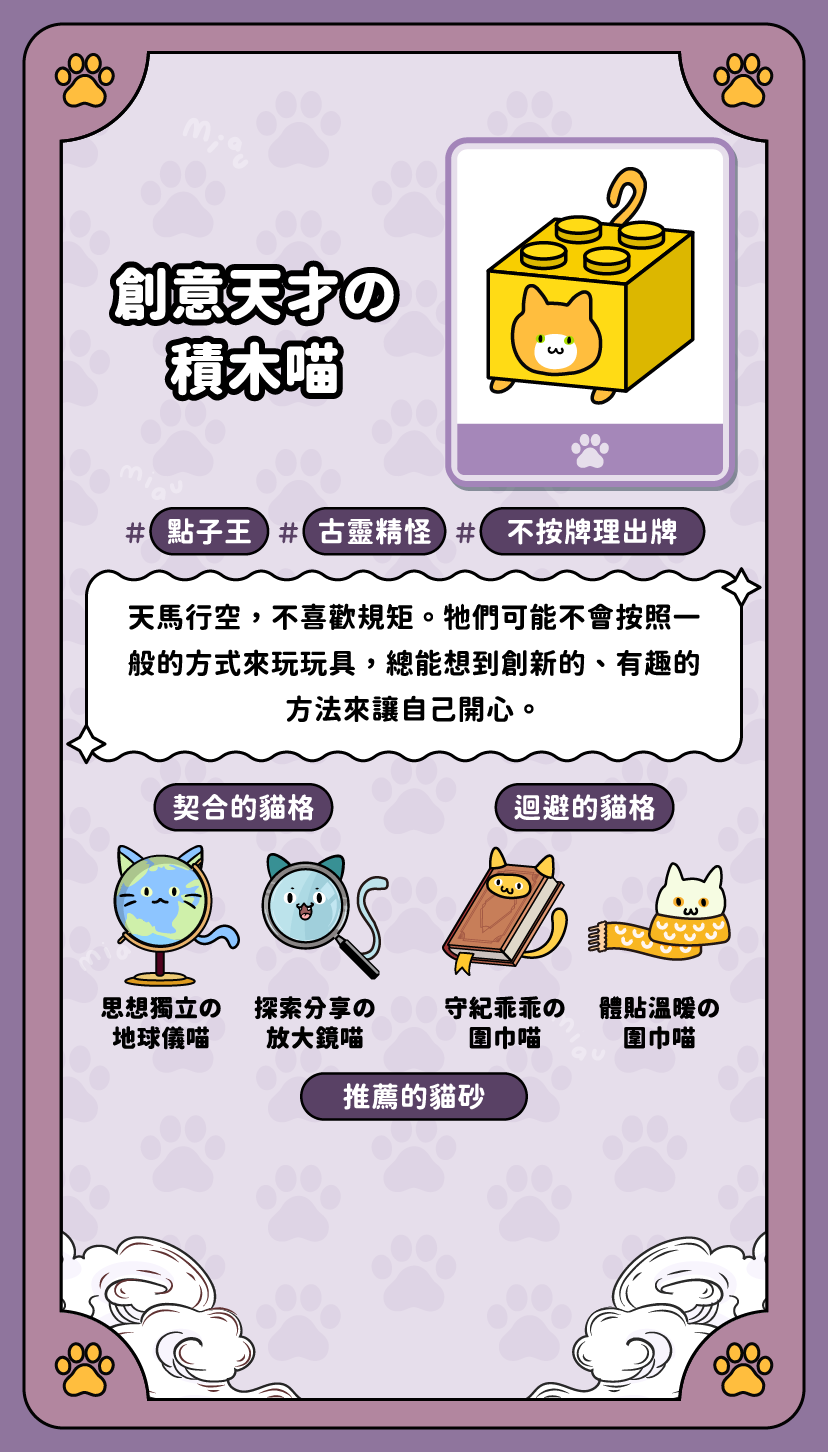 miau
創意天才の
積木喵
miau
#點子王 #古靈精怪 #不按牌理出牌
天馬行空，不喜歡規矩。牠們可能不會按照一
般的方式來玩玩具，總能想到創新的、有趣的
方法來讓自己開心。
契合的貓格 迴避的貓格
miau
思想獨立の 探索分享の 守紀乖乖の 體貼溫暖の
地球儀喵 放大鏡喵 圍巾喵 圍巾喵
miau
推薦的貓砂